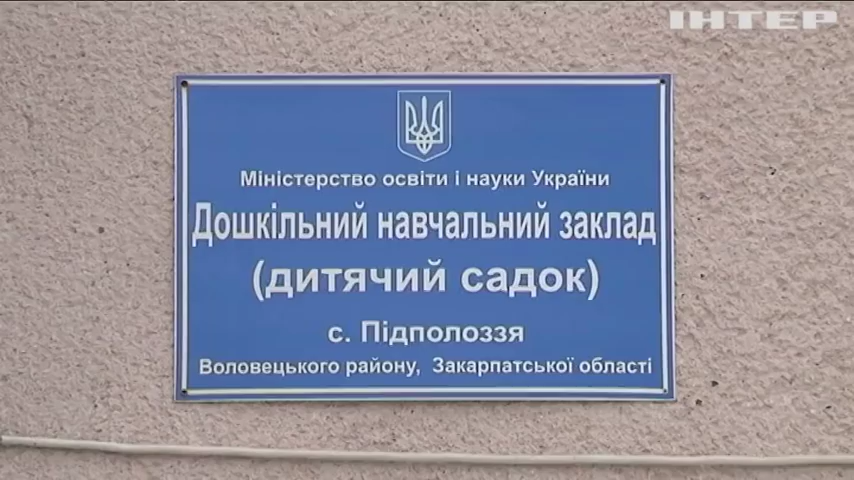 ІНТЕР
Міністерство освіти і науки України
Дошкільний навчальний заклад
(дитячий садок)
с. Підполоззя
Воловецького району, Закарпатської області